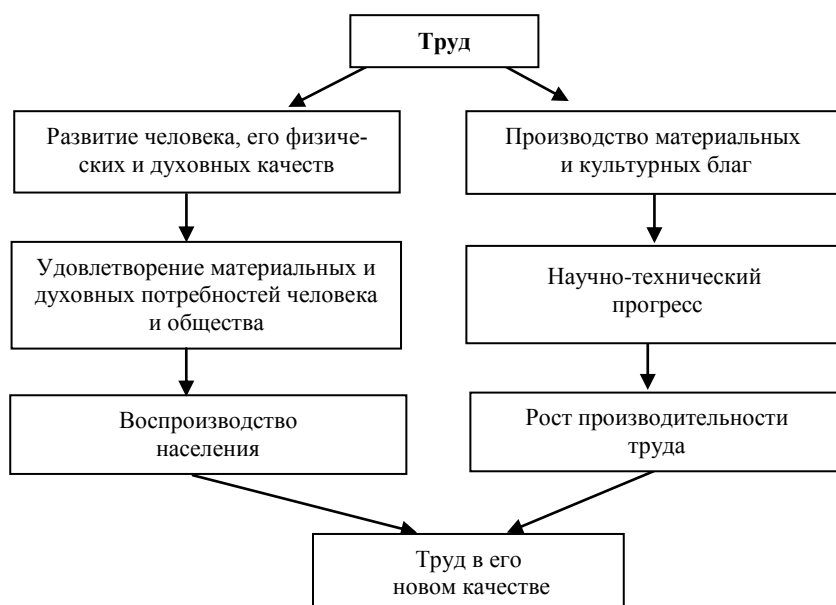 Труд
Развитие человека, его физиче-
ских и духовных качеств
Производство материальных
и культурных благ
Удовлетворение материальных и
духовных потребностей человека
и общества
Научно-технический
прогресс
Воспроизводство
населения
Рост производительности
труда
Труд в его
новом качестве